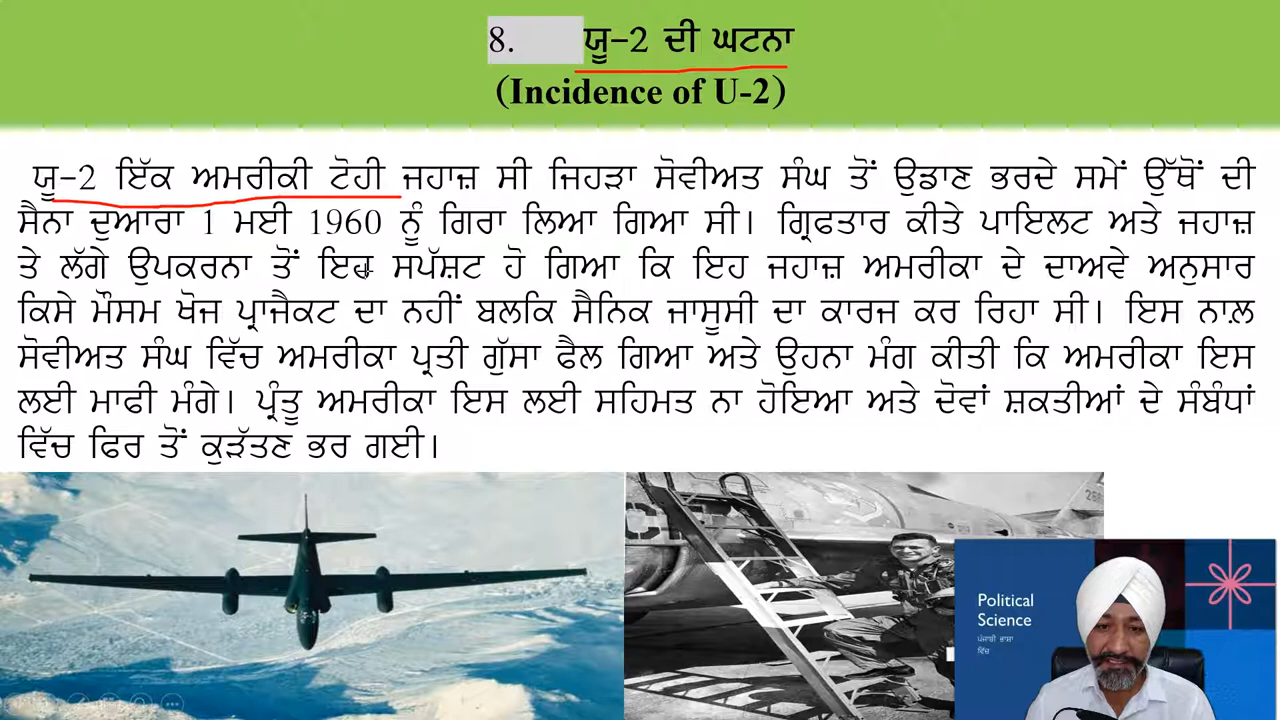 8. ਯੂ-2 ਦੀ ਘਟਨਾ
(Incidence of U-2)
ਯੂ-2 ਇੱਕ ਅਮਰੀਕੀ ਟੋਹੀ ਜਹਾਜ਼ ਸੀ ਜਿਹੜਾ ਸੋਵੀਅਤ ਸੰਘ ਤੋਂ ਉਡਾਣ ਭਰਦੇ ਸਮੇਂ ਉੱਥੋਂ ਦੀ
ਸੈਨਾ ਦੁਆਰਾ 1 ਮਈ 1960 ਨੂੰ ਗਿਰਾ ਲਿਆ ਗਿਆ ਸੀ। ਗ੍ਰਿਫਤਾਰ ਕੀਤੇ ਪਾਇਲਟ ਅਤੇ ਜਹਾਜ਼
ਤੇ ਲੱਗੇ ਉਪਕਰਨਾ ਤੋਂ ਇਹ ਸਪੱਸ਼ਟ ਹੋ ਗਿਆ ਕਿ ਇਹ ਜਹਾਜ਼ ਅਮਰੀਕਾ ਦੇ ਦਾਅਵੇ ਅਨੁਸਾਰ
ਕਿਸੇ ਮੌਸਮ ਖੋਜ ਪ੍ਰਾਜੈਕਟ ਦਾ ਨਹੀਂ ਬਲਕਿ ਸੈਨਿਕ ਜਾਸੂਸੀ ਦਾ ਕਾਰਜ ਕਰ ਰਿਹਾ ਸੀ। ਇਸ ਨਾਲ਼
ਸੋਵੀਅਤ ਸੰਘ ਵਿੱਚ ਅਮਰੀਕਾ ਪ੍ਰਤੀ ਗੁੱਸਾ ਫੈਲ ਗਿਆ ਅਤੇ ਉਹਨਾ ਮੰਗ ਕੀਤੀ ਕਿ ਅਮਰੀਕਾ ਇਸ
ਲਈ ਮਾਫੀ ਮੰਗੇ। ਪ੍ਰੰਤੂ ਅਮਰੀਕਾ ਇਸ ਲਈ ਸਹਿਮਤ ਨਾ ਹੋਇਆ ਅਤੇ ਦੋਵਾਂ ਸ਼ਕਤੀਆਂ ਦੇ ਸੰਬੰਧਾਂ
ਵਿੱਚ ਫਿਰ ਤੋਂ ਕੁੜੱਤਣ ਭਰ ਗਈ।
Political
Science
ਪੰਜਾਬੀ ਭਾਸ਼ਾ
ਵਿੱਚ